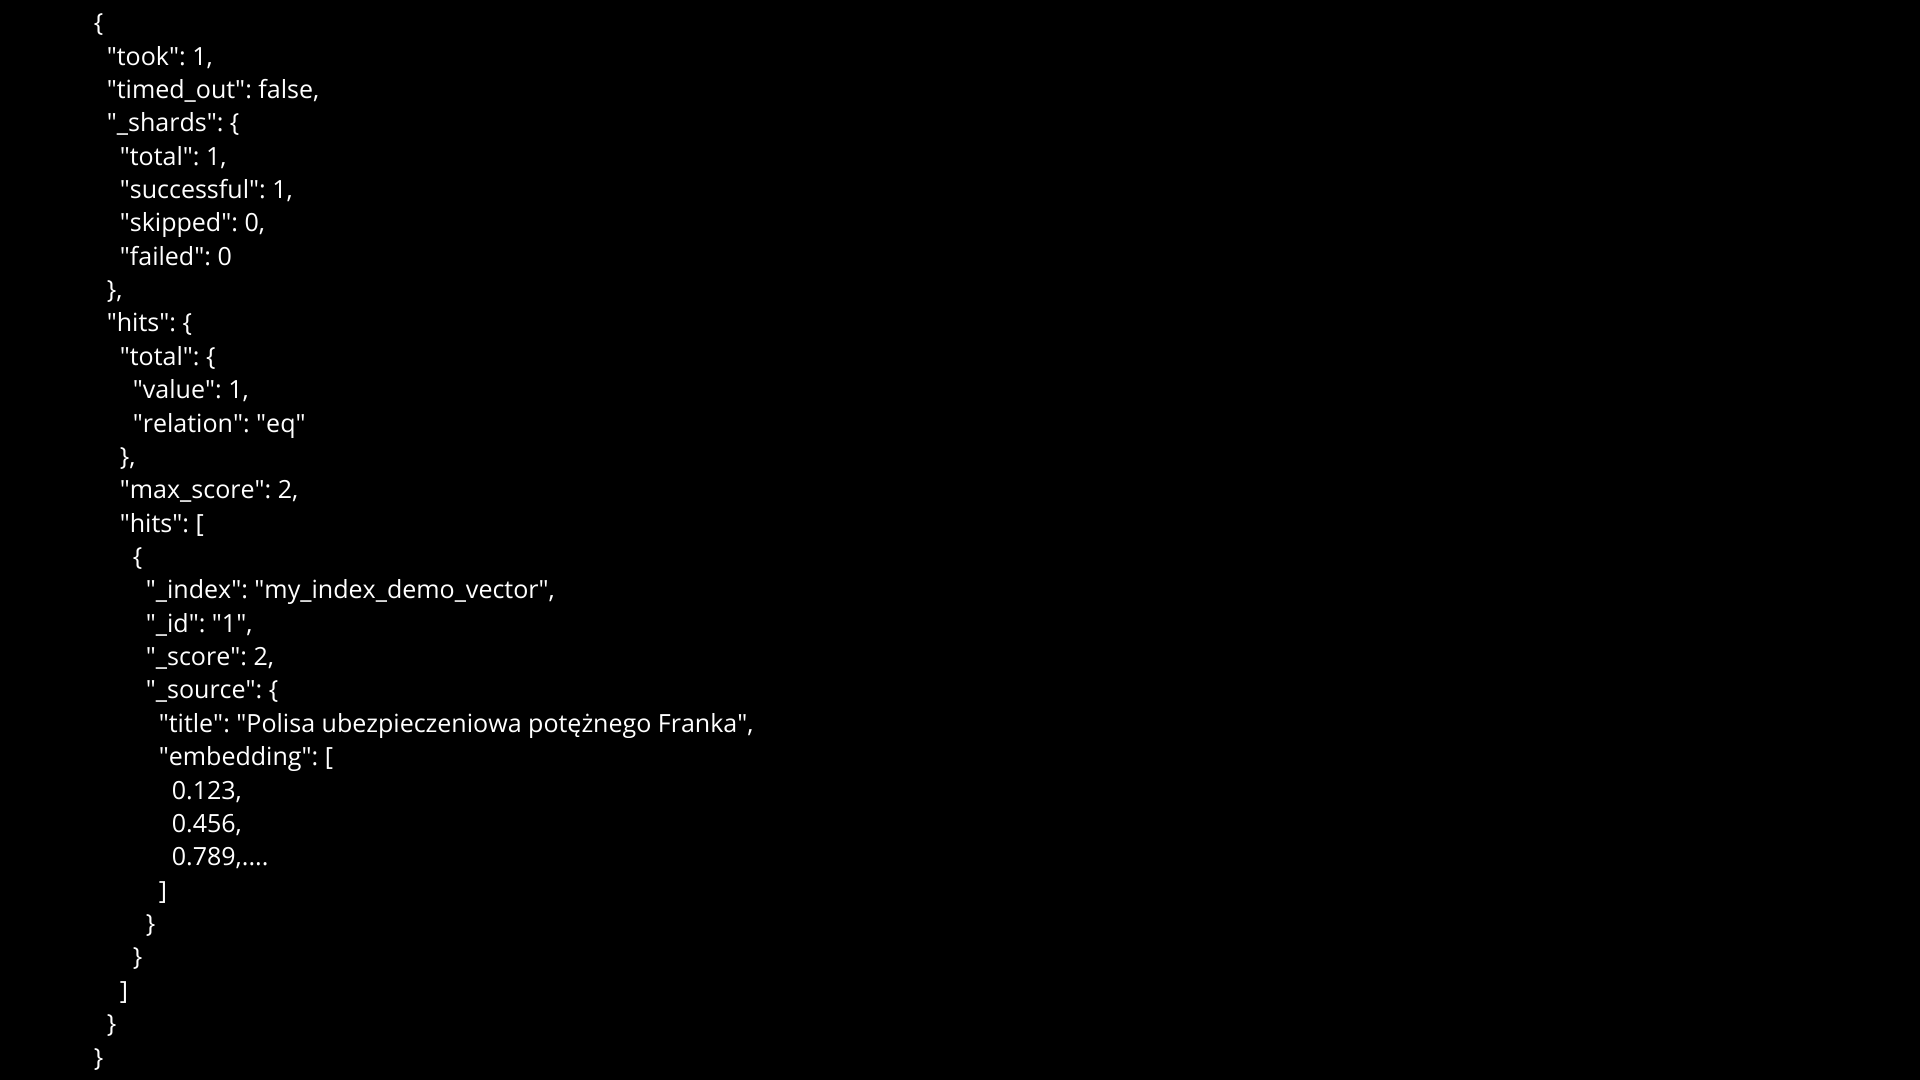 {
"took": 1,
"timed_out": false,
"_shards": {
"total": 1,
"successful": 1,
"skipped": 0,
"failed": 0
},
"hits": {
"total": {
"value": 1,
"relation": "eq"
},
"max_score": 2,
"hits": [
{
"_index": "my_index_demo_vector",
"_id": "1",
"_score": 2,
"_source": {
"title": "Polisa ubezpieczeniowa potężnego Franka",
"embedding": [
0.123,
0.456,
0.789,....
]
}
}
]
}
}